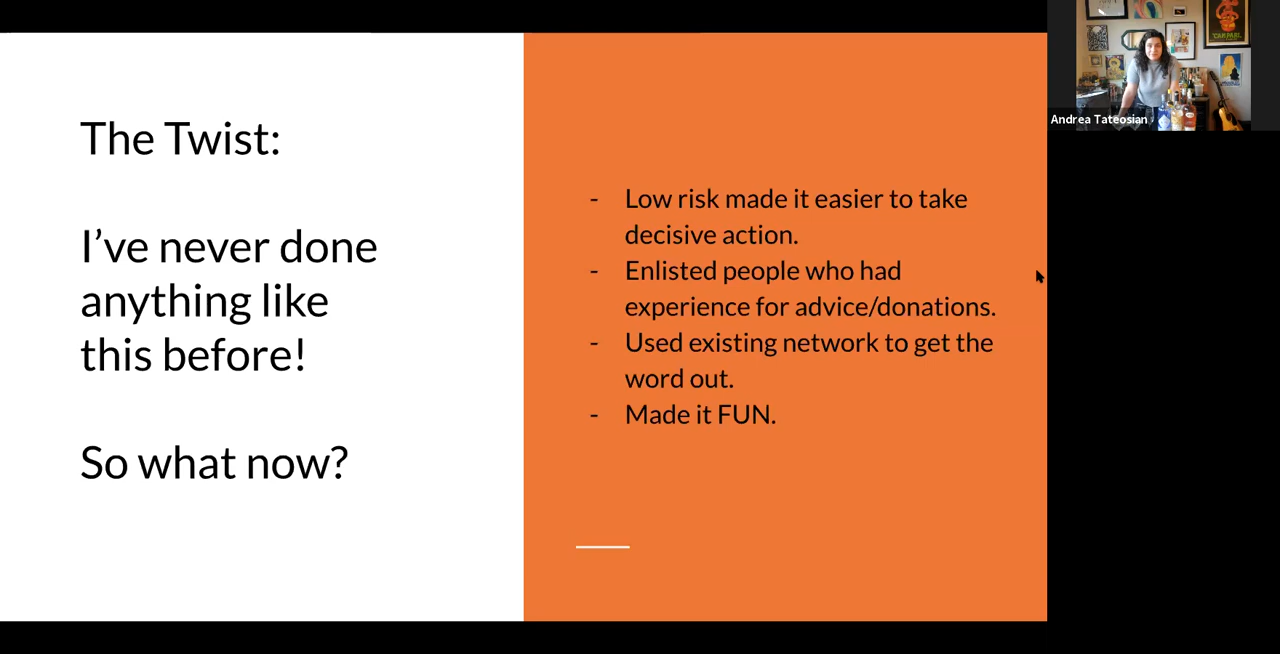 The Twist:
I've never done
anything like
this before!
So what now?
- Low risk made it easier to take
decisive action.
- Enlisted people who had
experience for advice/donations.
- Used existing network to get the
word out.
- Made it FUN.
CAMPARI
Andrea Tateosian